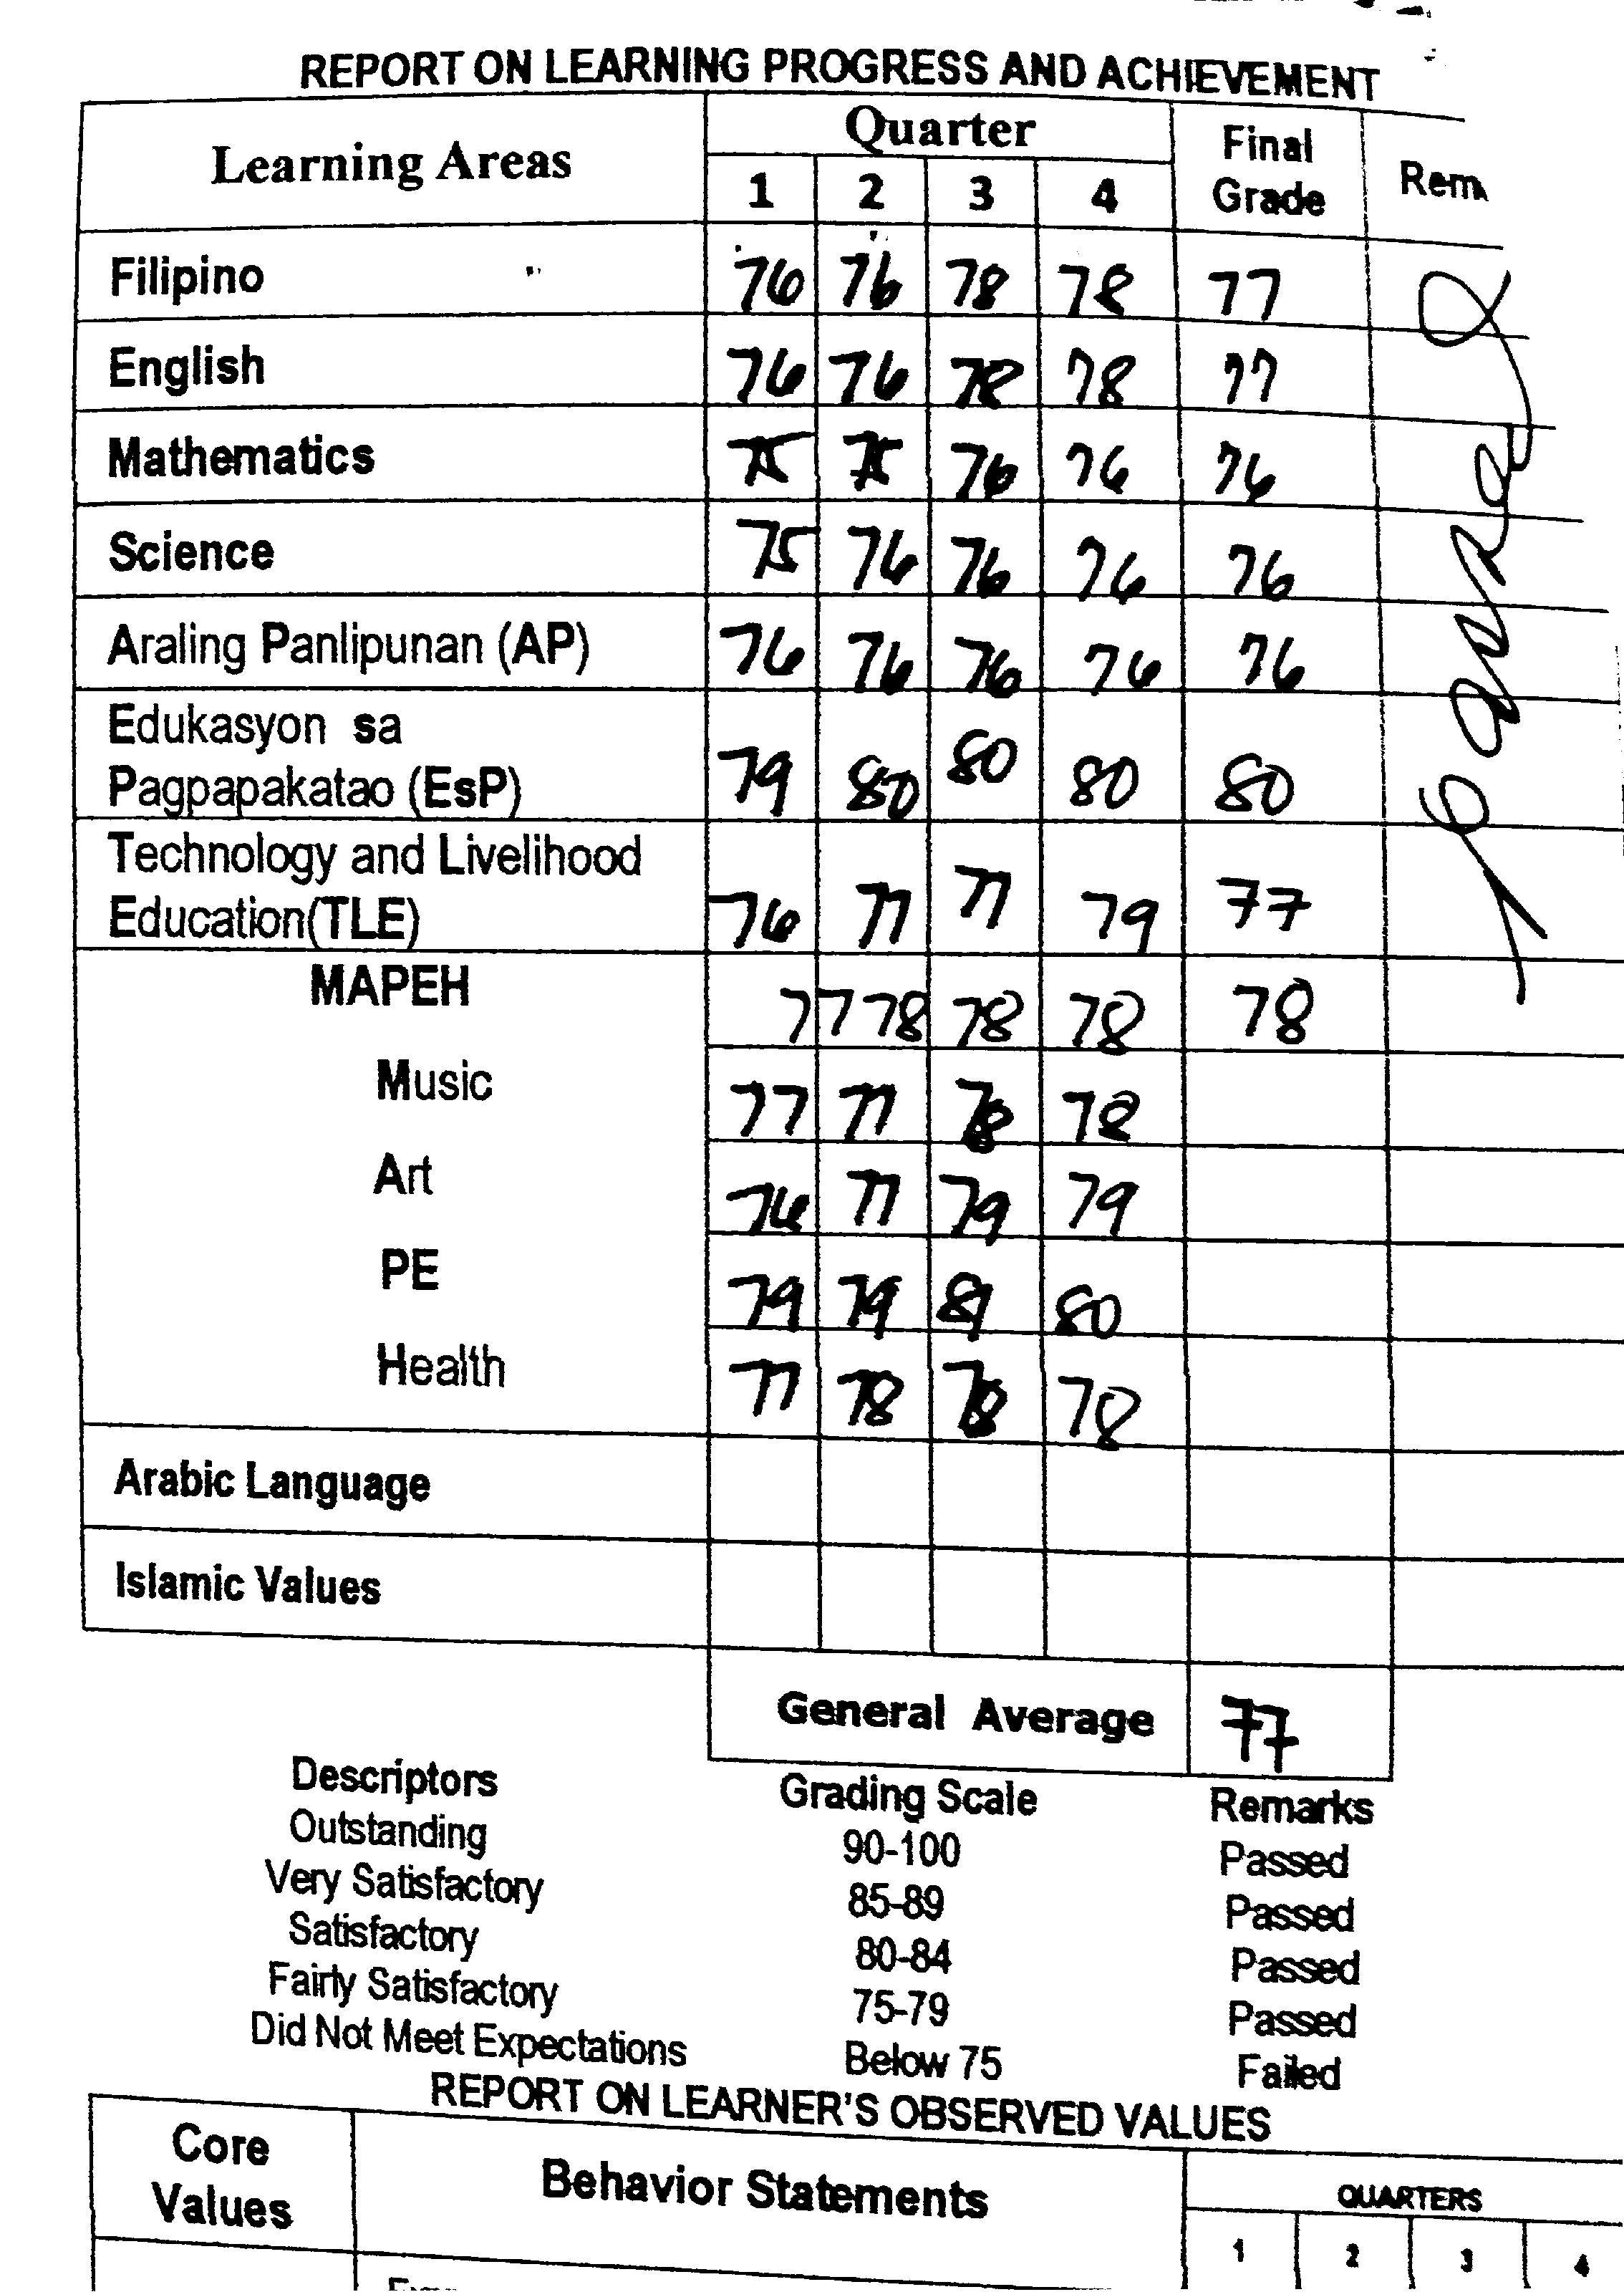 REPORT ON LEARNING PROGRESS AND ACHIEVEMENT
Learning Areas Quarter Final Grade Rem
1 2 3 4
Filipino 76 76 78 78 77
English 76 76 78 78 77
Mathematics 75 75 76 76 76
Science 75 76 76 76 76
Araling Panlipunan (AP) 76 76 76 76 76
Edukasyon sa
Pagpapakatao (EsP) 79 80 80 80 80
Technology and Livelihood
Education(TLE) 76 77 77 79 77
MAPEH 77 78 78 78 78
Music 77 77 78 78
Art 76 77 79 79
PE 79 79 80
Health 77 78 78 78
Arabic Language
Islamic Values
General Average 77
Descriptors Grading Scale Remarks
Outstanding 90-100 Passed
Very Satisfactory 85-89 Passed
Satisfactory 80-84 Passed
Fairly Satisfactory 75-79 Passed
Did Not Meet Expectations Below 75 Failed
REPORT ON LEARNER'S OBSERVED VALUES
Core Values Behavior Statements QUARTERS
1 2 3 4